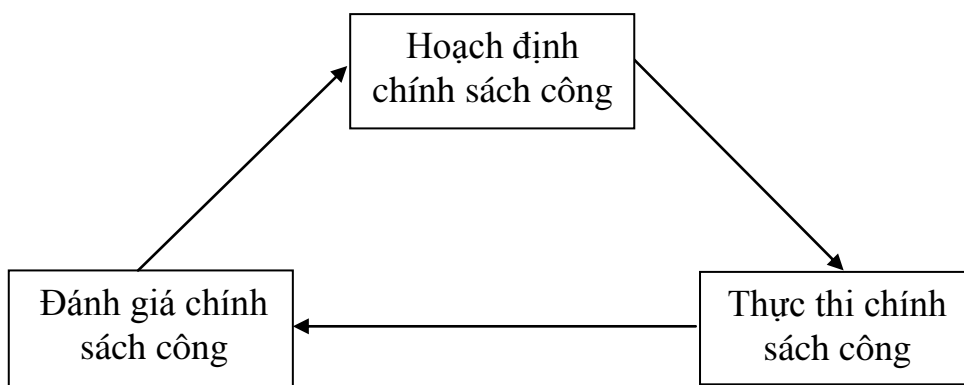 Hoạch định
chính sách công
Đánh giá chính
sách công
Thực thi chính
sách công